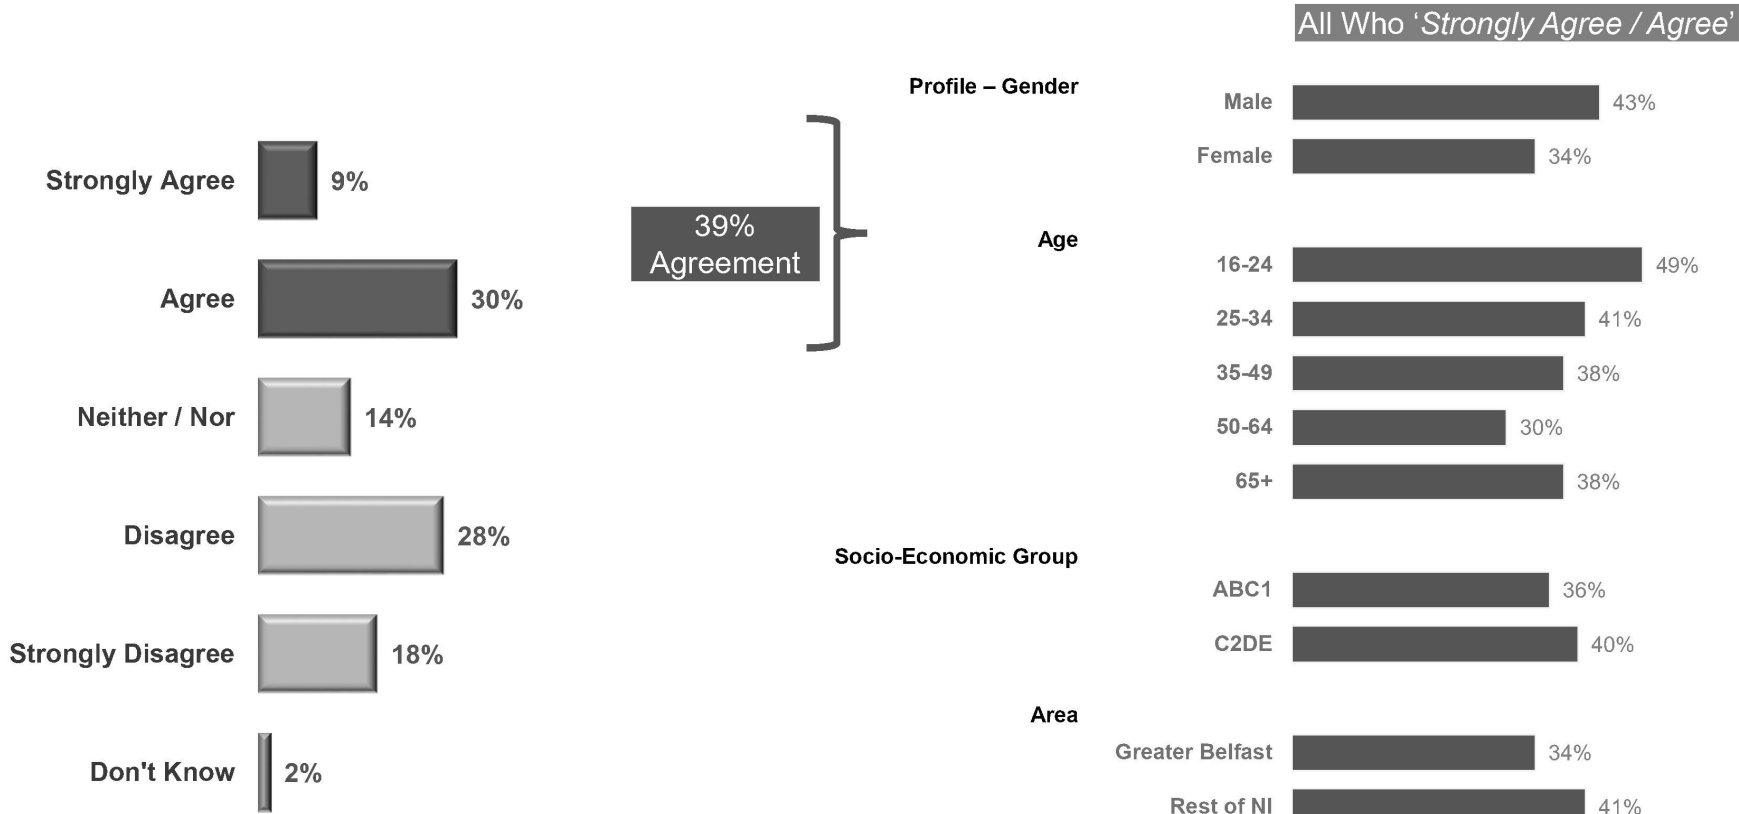 All Who ‘Strongly Agree / Agree’
Strongly Agree 9%
Agree 30%
Neither / Nor 14%
Disagree 28%
Strongly Disagree 18%
Don't Know 2%
39%
Agreement
Profile – Gender
Male 43%
Female 34%
Age
16-24 49%
25-34 41%
35-49 38%
50-64 30%
65+ 38%
Socio-Economic Group
ABC1 36%
C2DE 40%
Area
Greater Belfast 34%
Rest of NI 41%